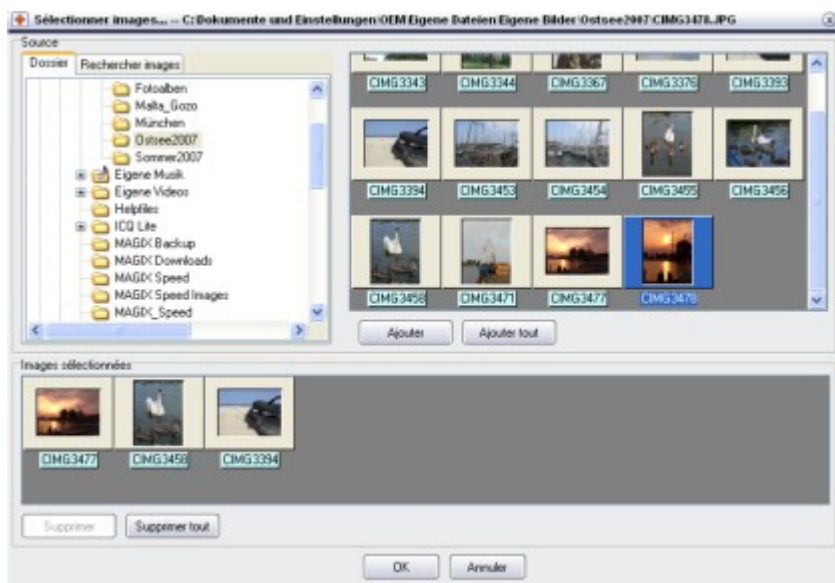 Sélectionner images... -- C:\Dokumente und Einstellungen\OEM\Eigene Dateien\Eigene Bilder\Ostsee2007\CIMG3478.JPG
Source
Dossier
Rechercher images
Fotoalben
Malta_Gozo
München
Ostsee2007
Sommer2007
Eigene Musik
Eigene Videos
Helpfiles
ICQ Lite
MAGIX Backup
MAGIX Downloads
MAGIX Speed
MAGIX Speed Images
MAGIX_Speed
CIMG3343
CIMG3344
CIMG3367
CIMG3376
CIMG3393
CIMG3394
CIMG3453
CIMG3454
CIMG3455
CIMG3456
CIMG3458
CIMG3471
CIMG3477
CIMG3478
Ajouter
Ajouter tout
Images sélectionnées
CIMG3477
CIMG3458
CIMG3394
Supprimer
Supprimer tout
OK
Annuler